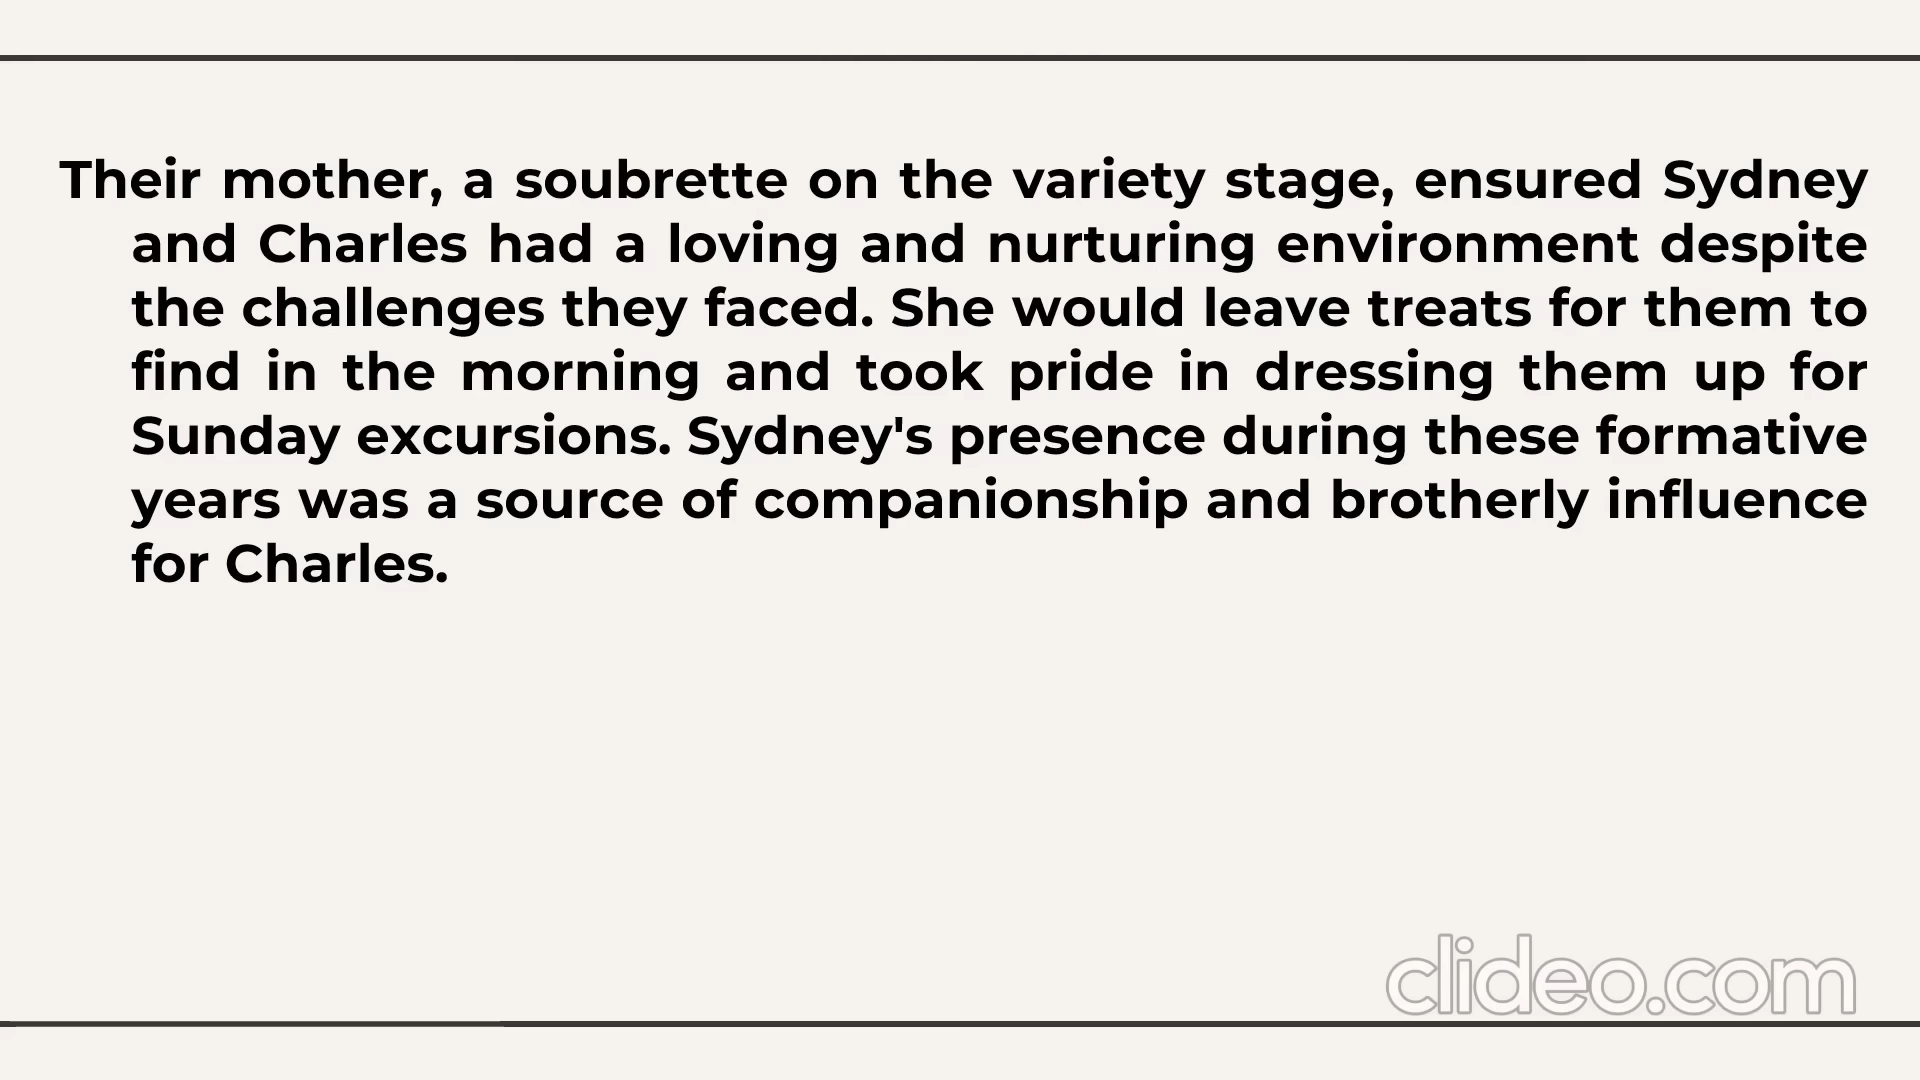 Their mother, a soubrette on the variety stage, ensured Sydney
and Charles had a loving and nurturing environment despite
the challenges they faced. She would leave treats for them to
find in the morning and took pride in dressing them up for
Sunday excursions. Sydney's presence during these formative
years was a source of companionship and brotherly influence
for Charles.
clideo.com